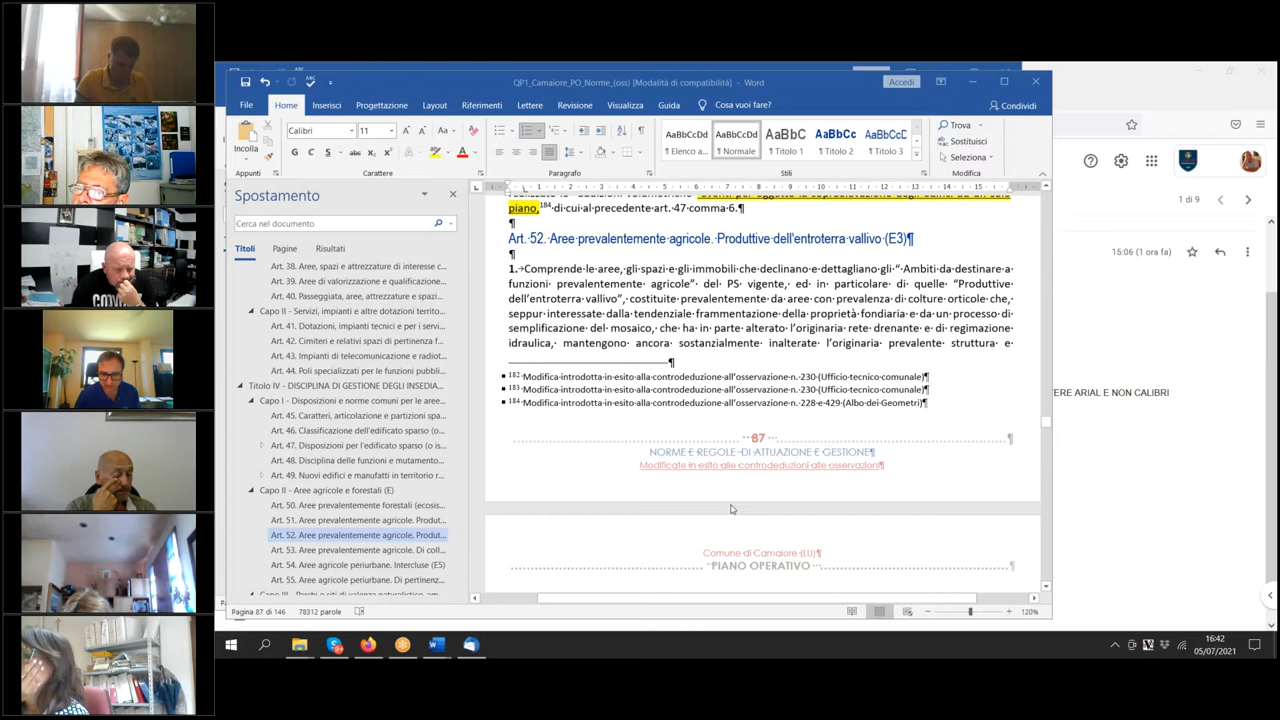 QP1_Camaiore_PO_Norme_(oss) [Modalità di compatibilità] - Word
Accedi
File Home Inserisci Progettazione Layout Riferimenti Lettere Revisione Visualizza Guida Cosa vuoi fare? Condividi
Incolla
Calibri 11
G C S abc x₂ x² A A Aa A
AaBbCcDd AaBbCcDd AaBbC AaBbCc AaBbCcD
¶ Elenco a... ¶ Normale ¶ Titolo 1 ¶ Titolo 2 ¶ Titolo 3
Trova
Sostituisci
Seleziona
Appunti Carattere Paragrafo Stili Modifica
Spostamento
Cerca nel documento
Titoli Pagine Risultati
Art. 38. Aree, spazi e attrezzature di interesse c...
Art. 39. Aree di valorizzazione e qualificazione...
Art. 40. Passeggiata, aree, attrezzature e spazi...
Capo II - Servizi, impianti e altre dotazioni territo...
Art. 41. Dotazioni, impianti tecnici e per i servi...
Art. 42. Cimiteri e relativi spazi di pertinenza f...
Art. 43. Impianti di telecomunicazione e radiot...
Art. 44. Poli specializzati per le funzioni pubbli...
Titolo IV - DISCIPLINA DI GESTIONE DEGLI INSEDIA...
Capo I - Disposizioni e norme comuni per le aree...
Art. 45. Caratteri, articolazione e partizioni spa...
Art. 46. Classificazione dell'edificato sparso (o is...
Art. 47. Disposizioni per l'edificato sparso (o is...
Art. 48. Disciplina delle funzioni e mutamento...
Art. 49. Nuovi edifici e manufatti in territorio r...
Capo II - Aree agricole e forestali (E)
Art. 50. Aree prevalentemente forestali (ecosis...
Art. 51. Aree prevalentemente agricole. Produt...
Art. 52. Aree prevalentemente agricole. Produt...
Art. 53. Aree prevalentemente agricole. Di coll...
Art. 54. Aree agricole periurbane. Intercluse (E5)
Art. 55. Aree agricole periurbane. Di pertinenz...
piano,184 di cui al precedente art. 47 comma 6.¶
¶
Art. 52. Aree prevalentemente agricole. Produttive dell'entroterra vallivo (E3)¶
¶
1. Comprende le aree, gli spazi e gli immobili che declinano e dettagliano gli "Ambiti da destinare a
funzioni prevalentemente agricole" del PS vigente, ed in particolare di quelle "Produttive
dell'entroterra vallivo", costituite prevalentemente da aree con prevalenza di colture orticole che,
seppur interessate dalla tendenziale frammentazione della proprietà fondiaria e da un processo di
semplificazione del mosaico, che ha in parte alterato l'originaria rete drenante e di regimazione
idraulica, mantengono ancora sostanzialmente inalterate l'originaria prevalente struttura e
¶
182 Modifica introdotta in esito alla controdeduzione all'osservazione n. 230 (Ufficio tecnico comunale)¶
183 Modifica introdotta in esito alla controdeduzione all'osservazione n. 230 (Ufficio tecnico comunale)¶
184 Modifica introdotta in esito alla controdeduzione all'osservazione n. 228 e 429 (Albo dei Geometri)¶
87 ¶
NORME E REGOLE DI ATTUAZIONE E GESTIONE¶
Modificate in esito alle controdeduzioni alle osservazioni¶
Comune di Camaiore (LU)¶
PIANO OPERATIVO ¶
Pagina 87 di 146 78312 parole 120%
1 di 9
15:06 (1 ora fa)
ERE ARIAL E NON CALIBRI
16:42
05/07/2021